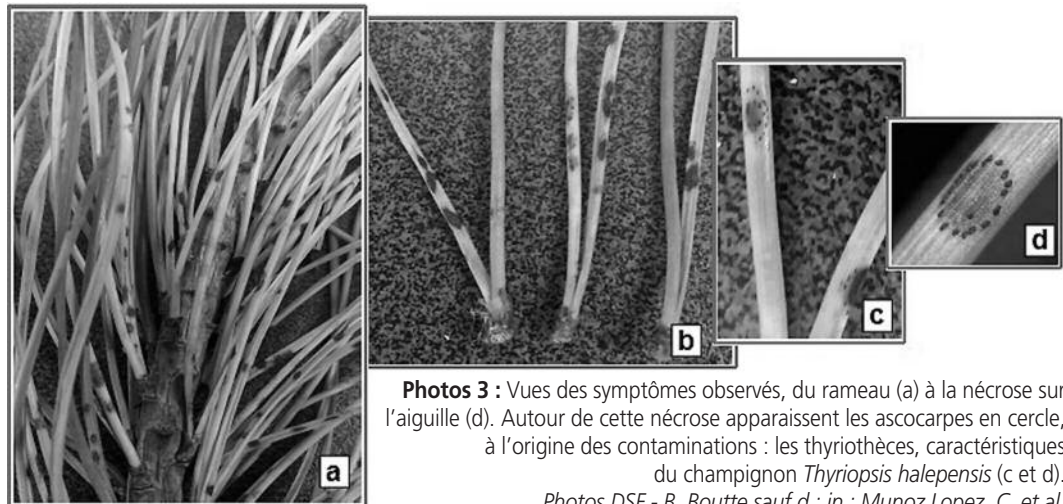 a
b
c
d
Photos 3 : Vues des symptômes observés, du rameau (a) à la nécrose sur
l'aiguille (d). Autour de cette nécrose apparaissent les ascocarpes en cercle,
à l'origine des contaminations : les thyriothèces, caractéristiques
du champignon Thyriopsis halepensis (c et d).
Photos DSF - B. Boutte sauf d : in : Munoz Lopez, C. et al.